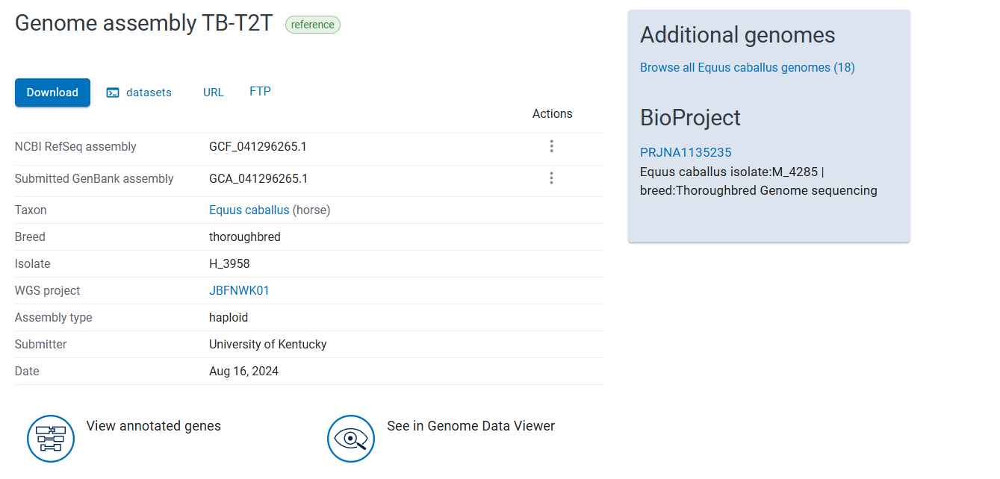 Genome assembly TB-T2T reference
Download datasets URL FTP
Actions
NCBI RefSeq assembly GCF_041296265.1
Submitted GenBank assembly GCA_041296265.1
Taxon Equus caballus (horse)
Breed thoroughbred
Isolate H_3958
WGS project JBFNWK01
Assembly type haploid
Submitter University of Kentucky
Date Aug 16, 2024
View annotated genes See in Genome Data Viewer
Additional genomes
Browse all Equus caballus genomes (18)
BioProject
PRJNA1135235
Equus caballus isolate:M_4285 |
breed:Thoroughbred Genome sequencing